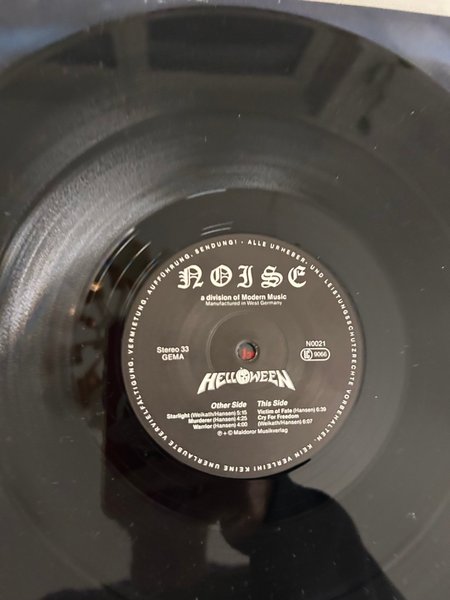 NOISE
a division of Modern Music
Manufactured in West Germany
Stereo 33
GEMA
N0021
LC 9066
HELLOWEEN
Other Side
Starlight (Weikath/Hansen) 5:15
Murderer (Hansen) 4:25
Warrior (Hansen) 4:00
This Side
Victim of Fate (Hansen) 6:39
Cry For Freedom
(Weikath/Hansen) 6:07
℗ + © Maldoror Musikverlag
ALLE URHEBER- UND LEISTUNGSSCHUTZRECHTE VORBEHALTEN. KEIN VERLEIH! KEINE UNERLAUBTE VERVIELFÄLTIGUNG, VERMIETUNG, AUFFÜHRUNG, SENDUNG! -